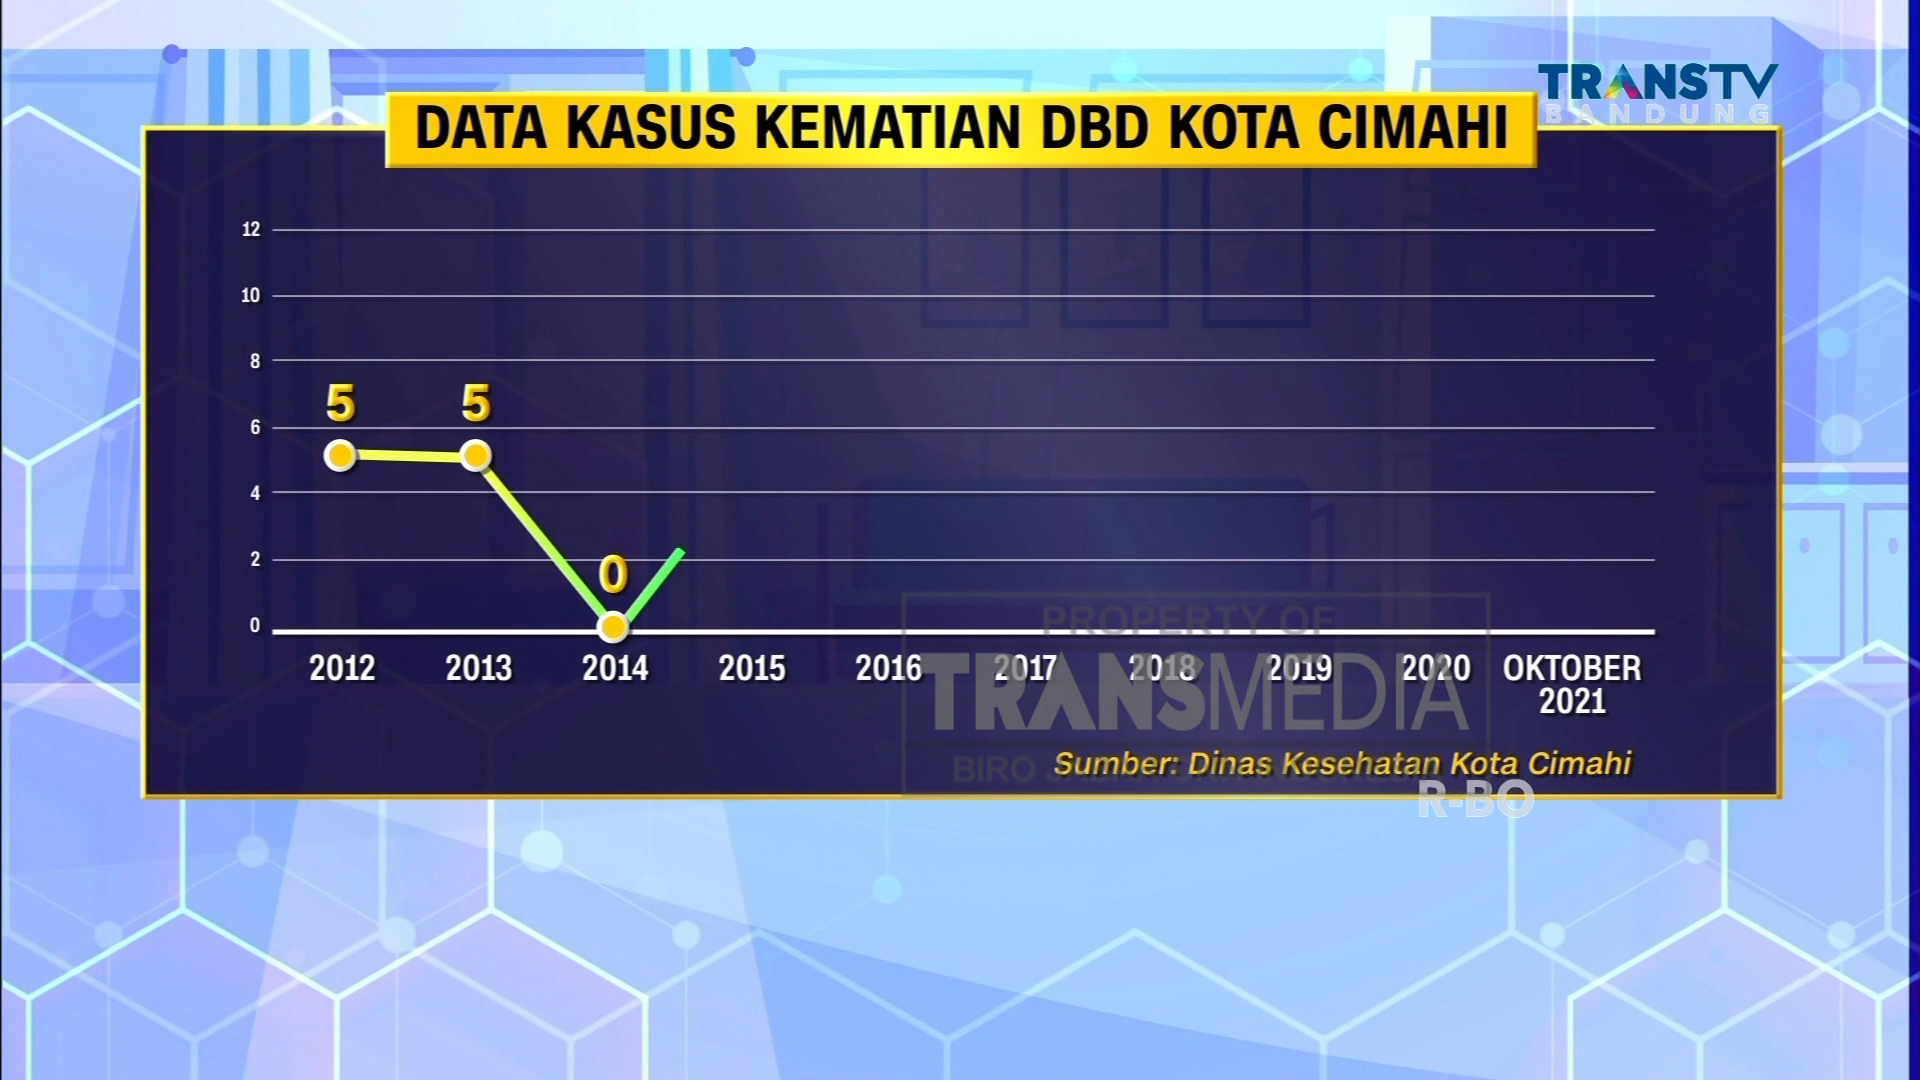 TRANSTV
BANDUNG
DATA KASUS KEMATIAN DBD KOTA CIMAHI
12
10
8
6
4
2
0
5
5
0
2012
2013
2014
2015
2016
2017
2018
2019
2020
OKTOBER
2021
PROPERTY OF
TRANSMEDIA
BIRO
Sumber: Dinas Kesehatan Kota Cimahi
R-BO